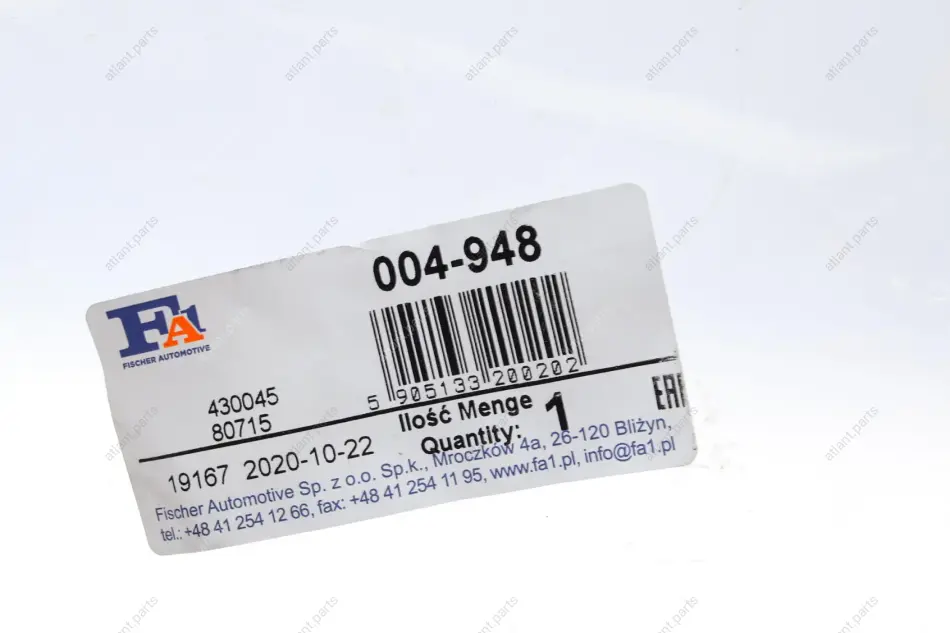 004-948
FA1
FISCHER AUTOMOTIVE
5 905133 200202
430045
80715
Ilość Menge
Quantity: 1
EAC
19167 2020-10-22
Fischer Automotive Sp. z o.o. Sp.k., Mroczków 4a, 26-120 Bliżyn,
tel.: +48 41 254 12 66, fax: +48 41 254 11 95, www.fa1.pl, info@fa1.pl
atlant.parts